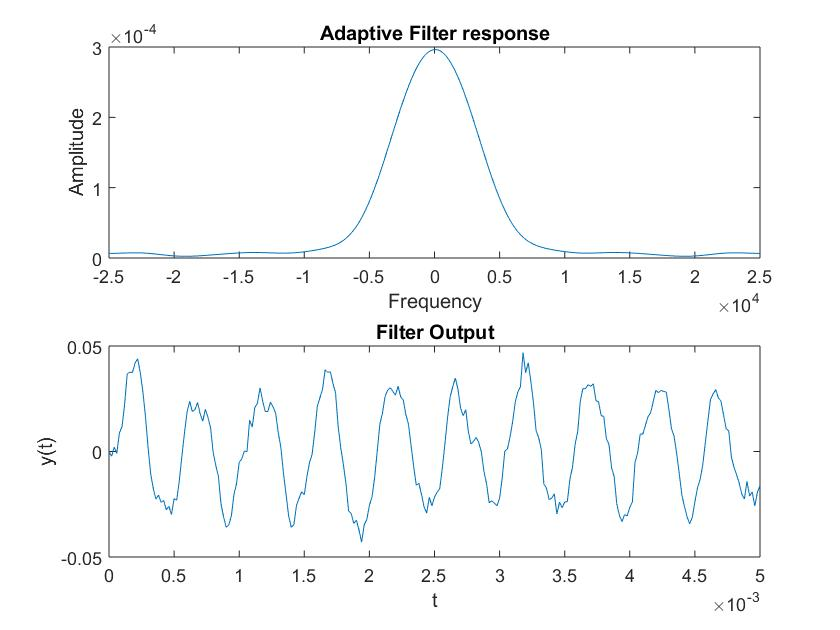 Adaptive Filter response
×10-4
3
2
1
0
Amplitude
-2.5 -2 -1.5 -1 -0.5 0 0.5 1 1.5 2 2.5
Frequency
×104
Filter Output
0.05
0
-0.05
y(t)
0 0.5 1 1.5 2 2.5 3 3.5 4 4.5 5
t
×10-3